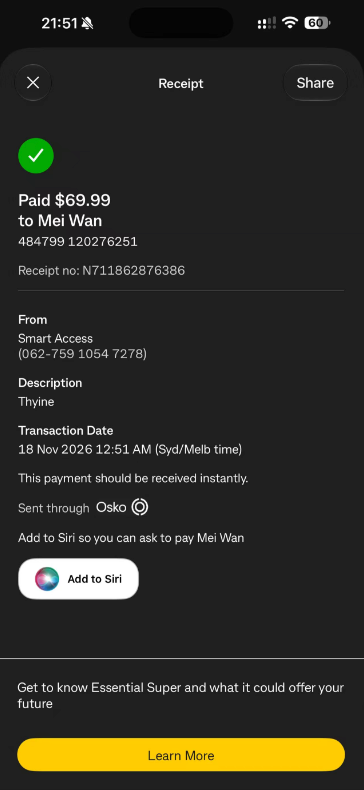 21:51
60
Receipt
Share
Paid $69.99
to Mei Wan
484799 120276251
Receipt no: N711862876386
From
Smart Access
(062-759 1054 7278)
Description
Thyine
Transaction Date
18 Nov 2026 12:51 AM (Syd/Melb time)
This payment should be received instantly.
Sent through Osko
Add to Siri so you can ask to pay Mei Wan
Add to Siri
Get to know Essential Super and what it could offer your
future
Learn More